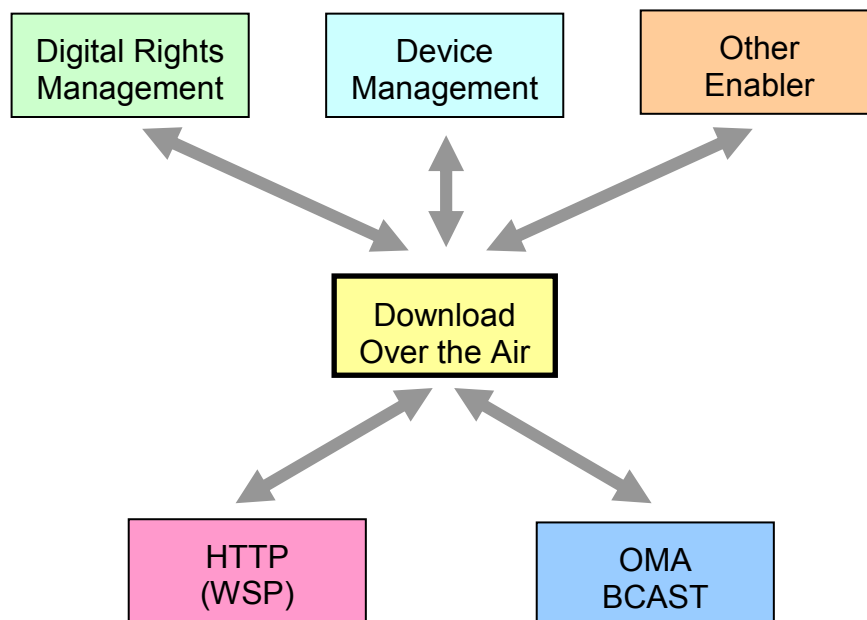 Digital Rights
Management
Device
Management
Other
Enabler
Download
Over the Air
HTTP
(WSP)
OMA
BCAST